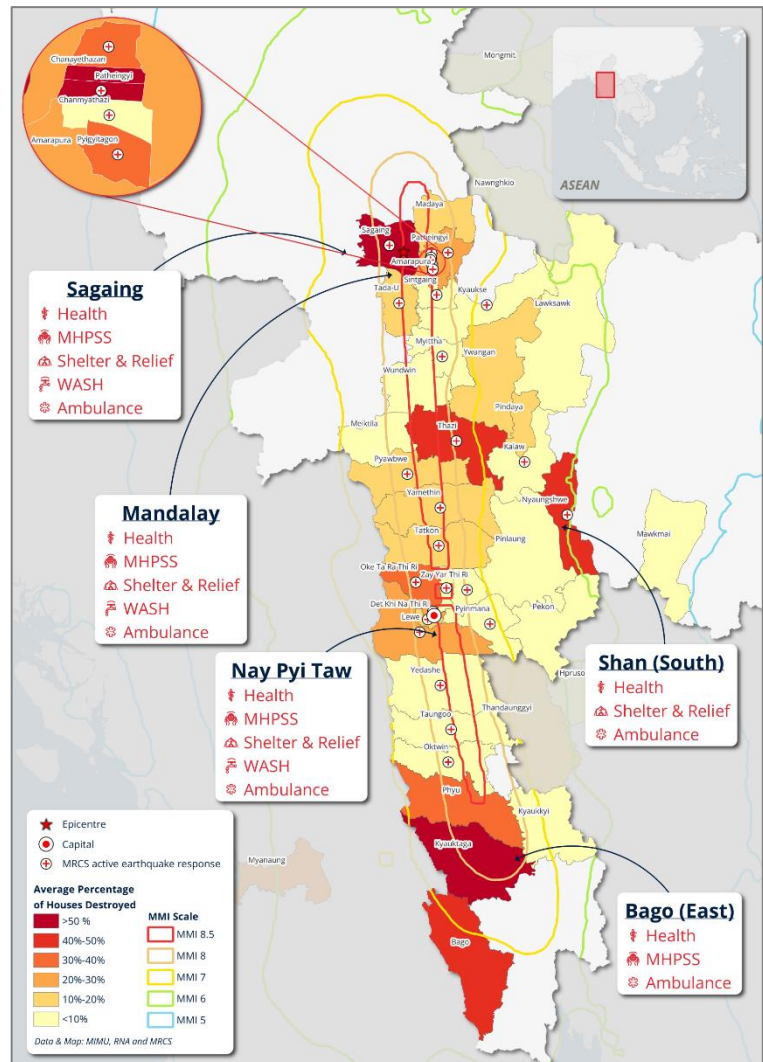 Chanayethazan
Patheingyi
Chanmyathazi
Amarapura
Pyigyitagon
Mongmit
ASEAN
Nawnghkio
Madaya
Sagaing
Patheingyi
Amarapura
Sintgaing
Tada-U
Kyaukse
Lawksawk
Myittha
Ywangan
Wundwin
Pindaya
Meiktila
Thazi
Kalaw
Pyawbwe
Nyaungshwe
Yamethin
Mawkmai
Tatkon
Pinlaung
Oke Ta Ra Thi Ri
Zay Yar Thi Ri
Det Khi Na Thi Ri
Pyinmana
Pekon
Lewe
Hpruso
Yedashe
Thandaunggyi
Taungoo
Oktwin
Phyu
Kyaukkyi
Kyauktaga
Myanaung
Bago
Sagaing
Health
MHPSS
Shelter & Relief
WASH
Ambulance
Mandalay
Health
MHPSS
Shelter & Relief
WASH
Ambulance
Nay Pyi Taw
Health
MHPSS
Shelter & Relief
WASH
Ambulance
Shan (South)
Health
Shelter & Relief
Ambulance
Bago (East)
Health
MHPSS
Ambulance
Epicentre
Capital
MRCS active earthquake response
Average Percentage
of Houses Destroyed
>50 %
40%-50%
30%-40%
20%-30%
10%-20%
<10%
MMI Scale
MMI 8.5
MMI 8
MMI 7
MMI 6
MMI 5
Data & Map: MIMU, RNA and MRCS